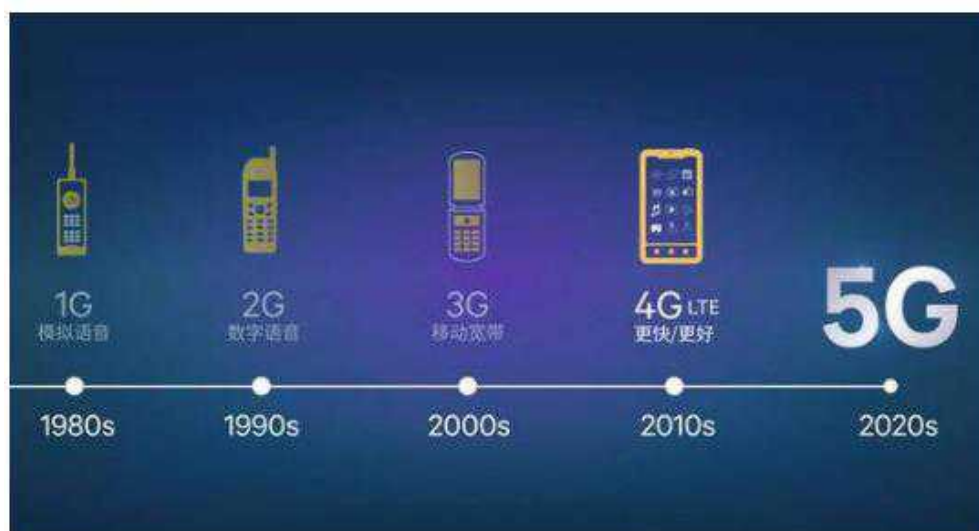 1G
模拟语音
2G
数字语音
3G
移动宽带
4G LTE
更快/更好
5G
1980s
1990s
2000s
2010s
2020s